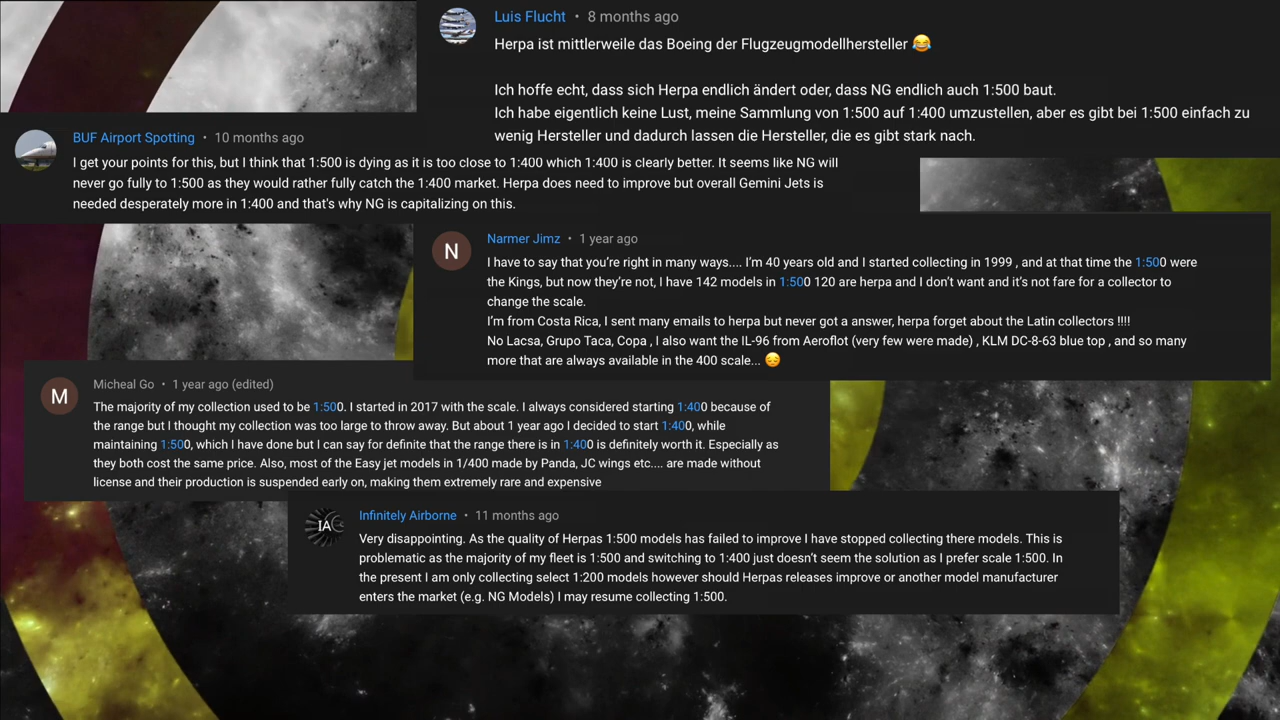 Luis Flucht • 8 months ago
Herpa ist mittlerweile das Boeing der Flugzeugmodellhersteller 😂
Ich hoffe echt, dass sich Herpa endlich ändert oder, dass NG endlich auch 1:500 baut.
Ich habe eigentlich keine Lust, meine Sammlung von 1:500 auf 1:400 umzustellen, aber es gibt bei 1:500 einfach zu
wenig Hersteller und dadurch lassen die Hersteller, die es gibt stark nach.
BUF Airport Spotting • 10 months ago
I get your points for this, but I think that 1:500 is dying as it is too close to 1:400 which 1:400 is clearly better. It seems like NG will
never go fully to 1:500 as they would rather fully catch the 1:400 market. Herpa does need to improve but overall Gemini Jets is
needed desperately more in 1:400 and that's why NG is capitalizing on this.
N
Narmer Jimz • 1 year ago
I have to say that you're right in many ways.... I'm 40 years old and I started collecting in 1999 , and at that time the 1:500 were
the Kings, but now they're not, I have 142 models in 1:500 120 are herpa and I don't want and it's not fare for a collector to
change the scale.
I'm from Costa Rica, I sent many emails to herpa but never got a answer, herpa forget about the Latin collectors !!!!
No Lacsa, Grupo Taca, Copa , I also want the IL-96 from Aeroflot (very few were made) , KLM DC-8-63 blue top , and so many
more that are always available in the 400 scale... 😔
M
Micheal Go • 1 year ago (edited)
The majority of my collection used to be 1:500. I started in 2017 with the scale. I always considered starting 1:400 because of
the range but I thought my collection was too large to throw away. But about 1 year ago I decided to start 1:400, while
maintaining 1:500, which I have done but I can say for definite that the range there is in 1:400 is definitely worth it. Especially as
they both cost the same price. Also, most of the Easy jet models in 1/400 made by Panda, JC wings etc.... are made without
license and their production is suspended early on, making them extremely rare and expensive
IAC
Infinitely Airborne • 11 months ago
Very disappointing. As the quality of Herpas 1:500 models has failed to improve I have stopped collecting there models. This is
problematic as the majority of my fleet is 1:500 and switching to 1:400 just doesn't seem the solution as I prefer scale 1:500. In
the present I am only collecting select 1:200 models however should Herpas releases improve or another model manufacturer
enters the market (e.g. NG Models) I may resume collecting 1:500.